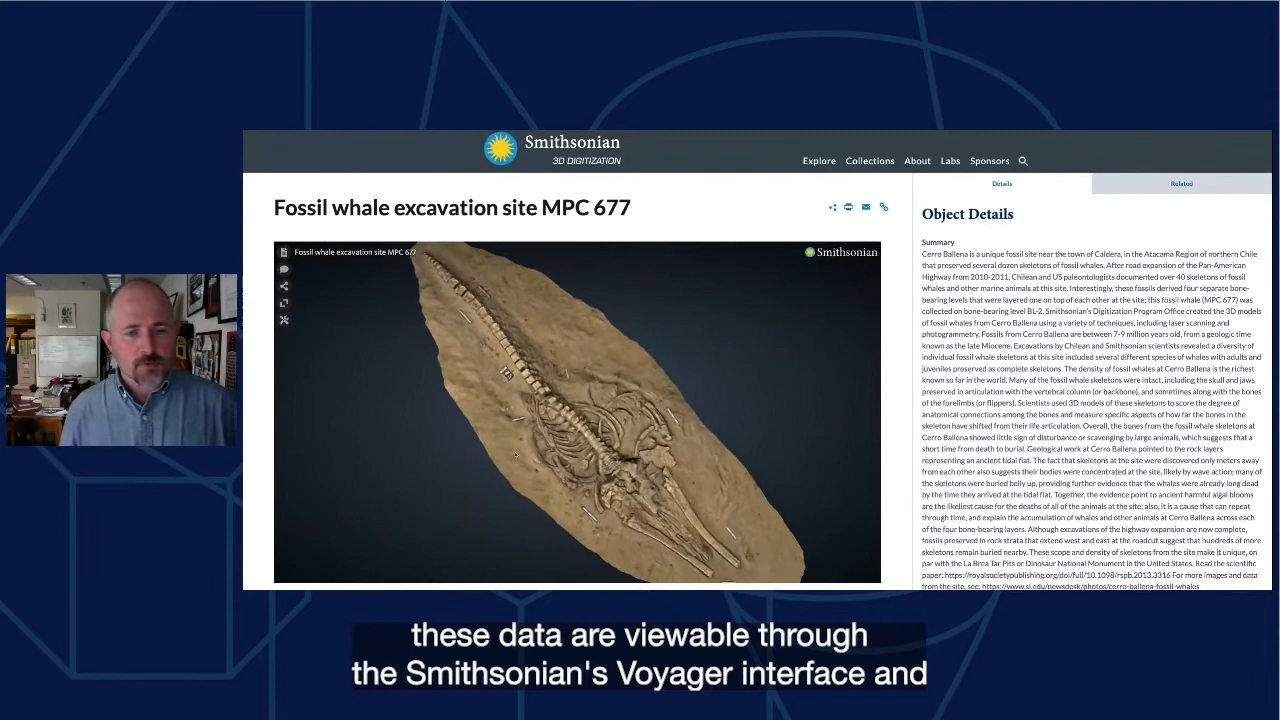 Smithsonian
3D DIGITIZATION
Explore Collections About Labs Sponsors
Details
Related
Fossil whale excavation site MPC 677
Fossil whale excavation site MPC 677
Smithsonian
Object Details
Summary
Cerro Ballena is a unique fossil site near the town of Caldera, in the Atacama Region of northern Chile
that preserved several dozen skeletons of fossil whales. After road expansion of the Pan-American
Highway from 2010-2011, Chilean and US paleontologists documented over 40 skeletons of fossil
whales and other marine animals at this site. Interestingly, these fossils derived four separate bone-
bearing levels that were layered one on top of each other at the site; this fossil whale (MPC 677) was
collected on bone-bearing level BL-2. Smithsonian's Digitization Program Office created the 3D models
of fossil whales from Cerro Ballena using a variety of techniques, including laser scanning and
photogrammetry. Fossils from Cerro Ballena are between 7-9 million years old, from a geologic time
known as the late Miocene. Excavations by Chilean and Smithsonian scientists revealed a diversity of
individual fossil whale skeletons at this site included several different species of whales with adults and
juveniles preserved as complete skeletons. The density of fossil whales at Cerro Ballena is the richest
known so far in the world. Many of the fossil whale skeletons were intact, including the skull and jaws
preserved in articulation with the vertebral column (or backbone), and sometimes along with the bones
of the forelimbs (or flippers). Scientists used 3D models of these skeletons to score the degree of
anatomical connections among the bones and measure specific aspects of how far the bones in the
skeleton have shifted from their life articulation. Overall, the bones from the fossil whale skeletons at
Cerro Ballena showed little sign of disturbance or scavenging by large animals, which suggests that a
short time from death to burial. Geological work at Cerro Ballena pointed to the rock layers
representing an ancient tidal flat. The fact that skeletons at the site were discovered only meters away
from each other also suggests their bodies were concentrated at the site, likely by wave action; many of
the skeletons were buried belly up, providing further evidence that the whales were already long dead
by the time they arrived at the tidal flat. Together, the evidence point to ancient harmful algal blooms
are the likeliest cause for the deaths of all of the animals at the site; also, it is a cause that can repeat
through time, and explain the accumulation of whales and other animals at Cerro Ballena across each
of the four bone-bearing layers. Although excavations of the highway expansion are now complete,
fossils preserved in rock strata that extend west and east at the roadcut suggest that hundreds of more
skeletons remain buried nearby. These scope and density of skeletons from the site make it unique, on
par with the La Brea Tar Pits or Dinosaur National Monument in the United States. Read the scientific
paper: https://royalsocietypublishing.org/doi/full/10.1098/rspb.2013.3316 For more images and data
from the site, see: https://www.si.edu/newsdesk/photos/cerro-ballena-fossil-whales
these data are viewable through
the Smithsonian's Voyager interface and